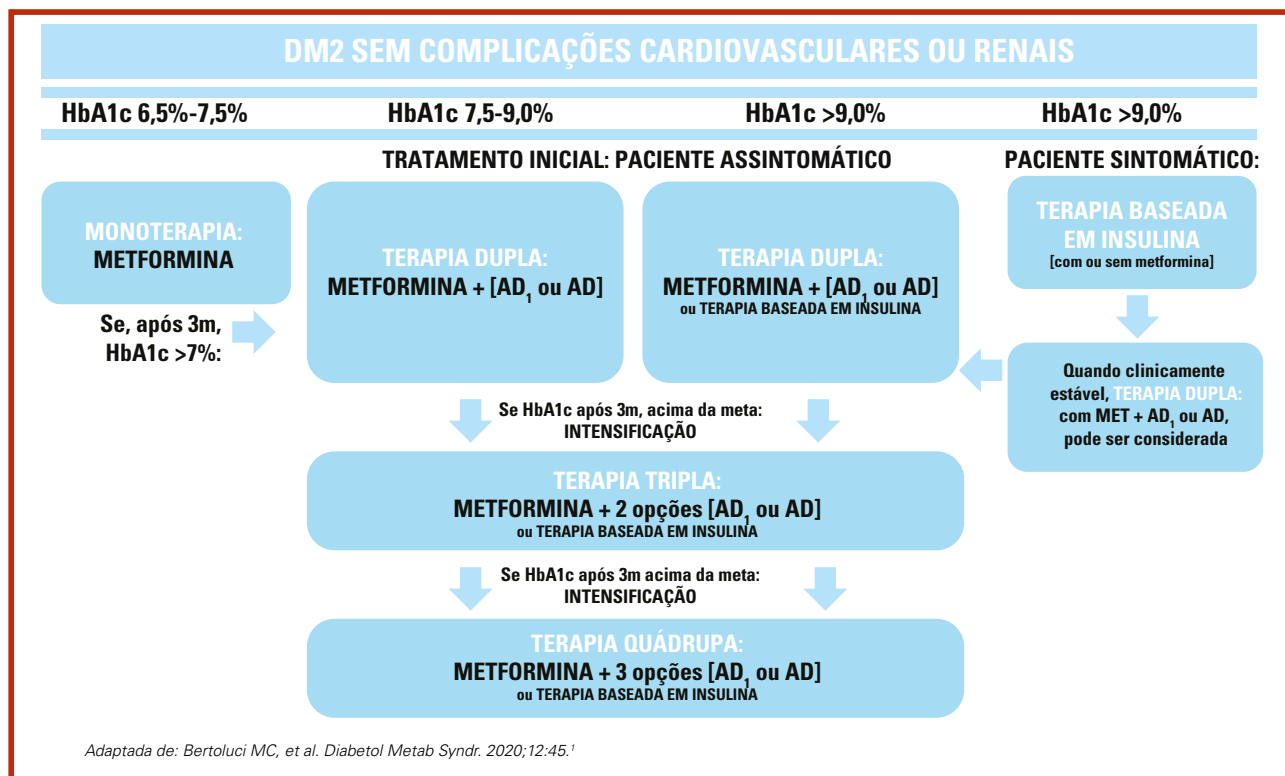 DM2 SEM COMPLICAÇÕES CARDIOVASCULARES OU RENAIS
HbA1c 6,5%-7,5%
HbA1c 7,5-9,0%
HbA1c >9,0%
HbA1c >9,0%
TRATAMENTO INICIAL: PACIENTE ASSINTOMÁTICO
PACIENTE SINTOMÁTICO:
MONOTERAPIA:
METFORMINA
Se, após 3m,
HbA1c >7%:
TERAPIA DUPLA:
METFORMINA + [AD₁ ou AD]
TERAPIA DUPLA:
METFORMINA + [AD₁ ou AD]
ou TERAPIA BASEADA EM INSULINA
TERAPIA BASEADA
EM INSULINA
[com ou sem metformina]
Quando clinicamente
estável, TERAPIA DUPLA:
com MET + AD₁ ou AD,
pode ser considerada
Se HbA1c após 3m, acima da meta:
INTENSIFICAÇÃO
TERAPIA TRIPLA:
METFORMINA + 2 opções [AD₁ ou AD]
ou TERAPIA BASEADA EM INSULINA
Se HbA1c após 3m acima da meta:
INTENSIFICAÇÃO
TERAPIA QUÁDRUPA:
METFORMINA + 3 opções [AD₁ ou AD]
ou TERAPIA BASEADA EM INSULINA
Adaptada de: Bertoluci MC, et al. Diabetol Metab Syndr. 2020;12:45.¹